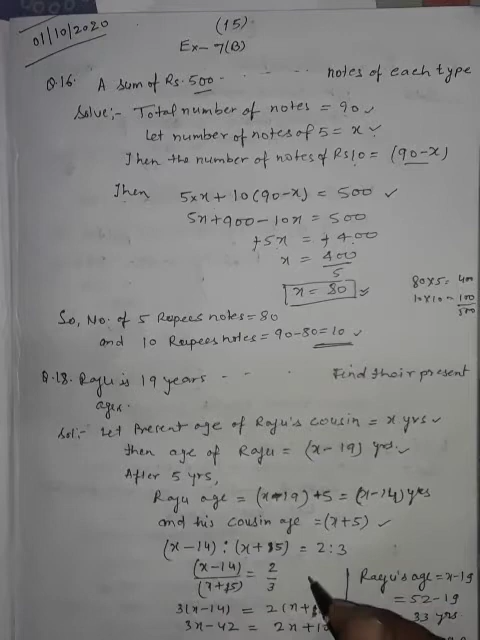 01/10/2020
(15).
Ex-7(B)
Q.16. A sum of Rs. 500 - - - - - notes of each type
Solve:- Total number of notes = 90 ✓
Let number of notes of 5 = x ✓
Then the number of notes of Rs10 = (90-x)
Then 5xx + 10(90-x) = 500 ✓
5x+900-10x = 500
+5x = +400
x = 400/5
x = 80
80x5 = 400
10x10 = 100
500
So, No. of 5 Rupees notes = 80
and 10 Rupees notes = 90-80=10 ✓
Q.18. Raju is 19 years - - - Find their present
ages.
Sol:- Let Present age of Raju's cousin = x yrs ✓
then age of Raju = (x-19) yrs. ✓
After 5 yrs,
Raju age = (x-19)+5 = (x-14) yrs
and his cousin age = (x+5) ✓
(x-14) : (x+5) = 2:3
(x-14)/(x+5) = 2/3
3(x-14) = 2(x+
3x-42 = 2x+10
Raju's age = x-19
= 52-19
33 yrs